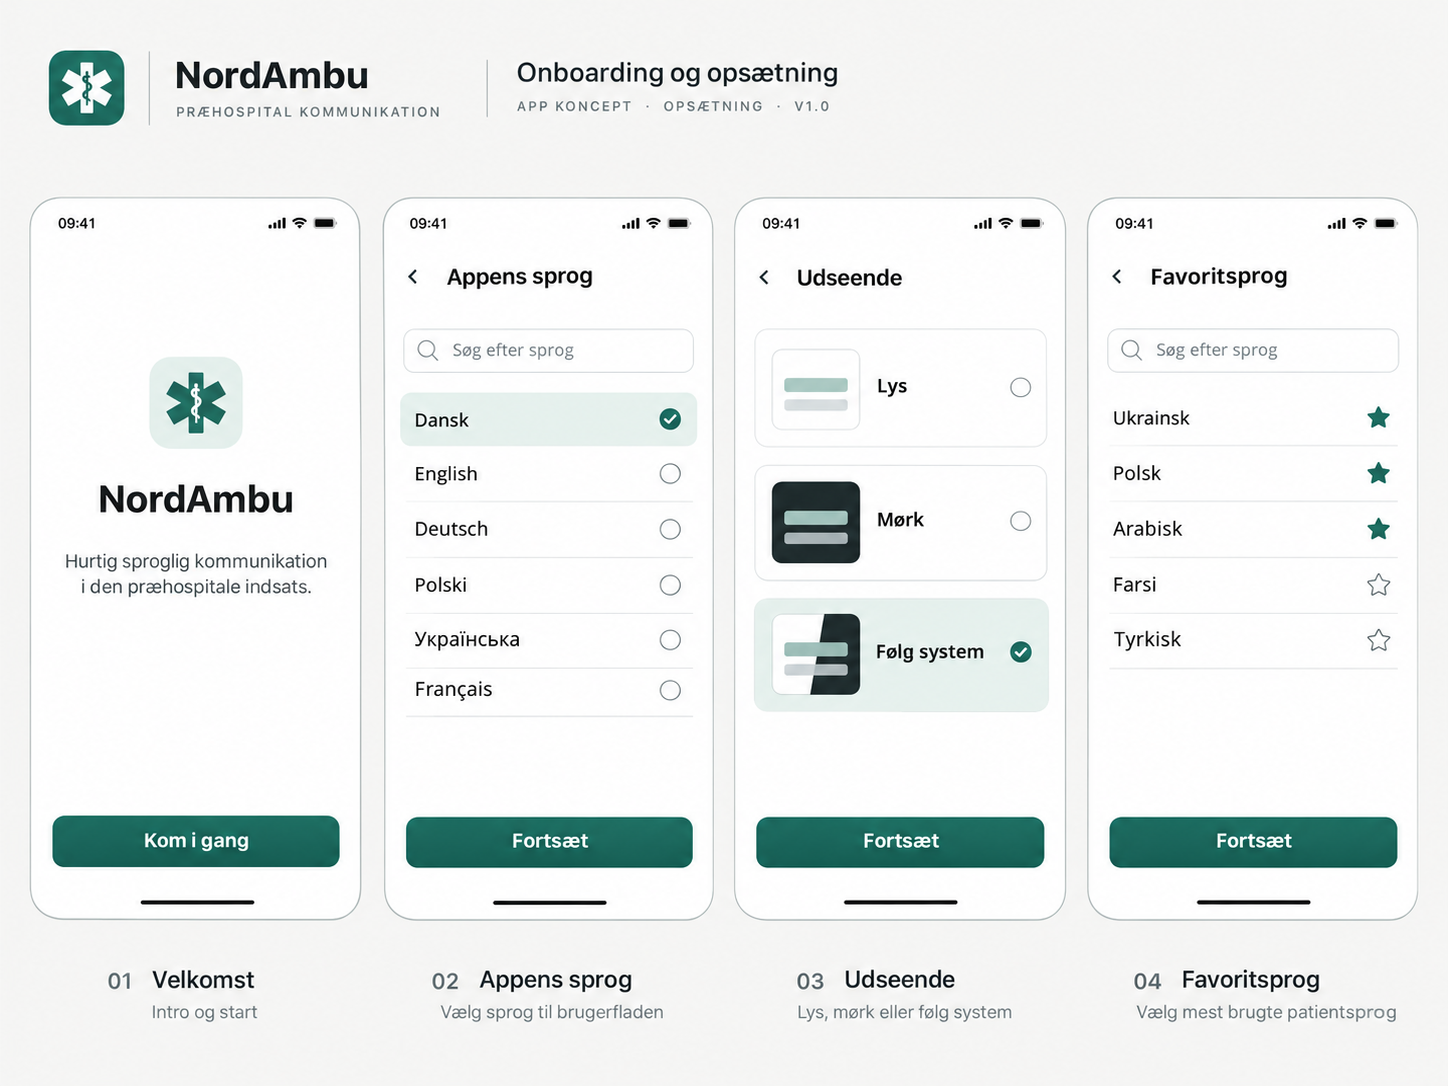 NordAmbu
PRÆHOSPITAL KOMMUNIKATION
Onboarding og opsætning
APP KONCEPT · OPSÆTNING · V1.0
09:41
NordAmbu
Hurtig sproglig kommunikation
i den præhospitale indsats.
Kom i gang
01 Velkomst
Intro og start
09:41
Appens sprog
Søg efter sprog
Dansk
English
Deutsch
Polski
Українська
Français
Fortsæt
02 Appens sprog
Vælg sprog til brugerfladen
09:41
Udseende
Lys
Mørk
Følg system
Fortsæt
03 Udseende
Lys, mørk eller følg system
09:41
Favoritsprog
Søg efter sprog
Ukrainsk
Polsk
Arabisk
Farsi
Tyrkisk
Fortsæt
04 Favoritsprog
Vælg mest brugte patientsprog